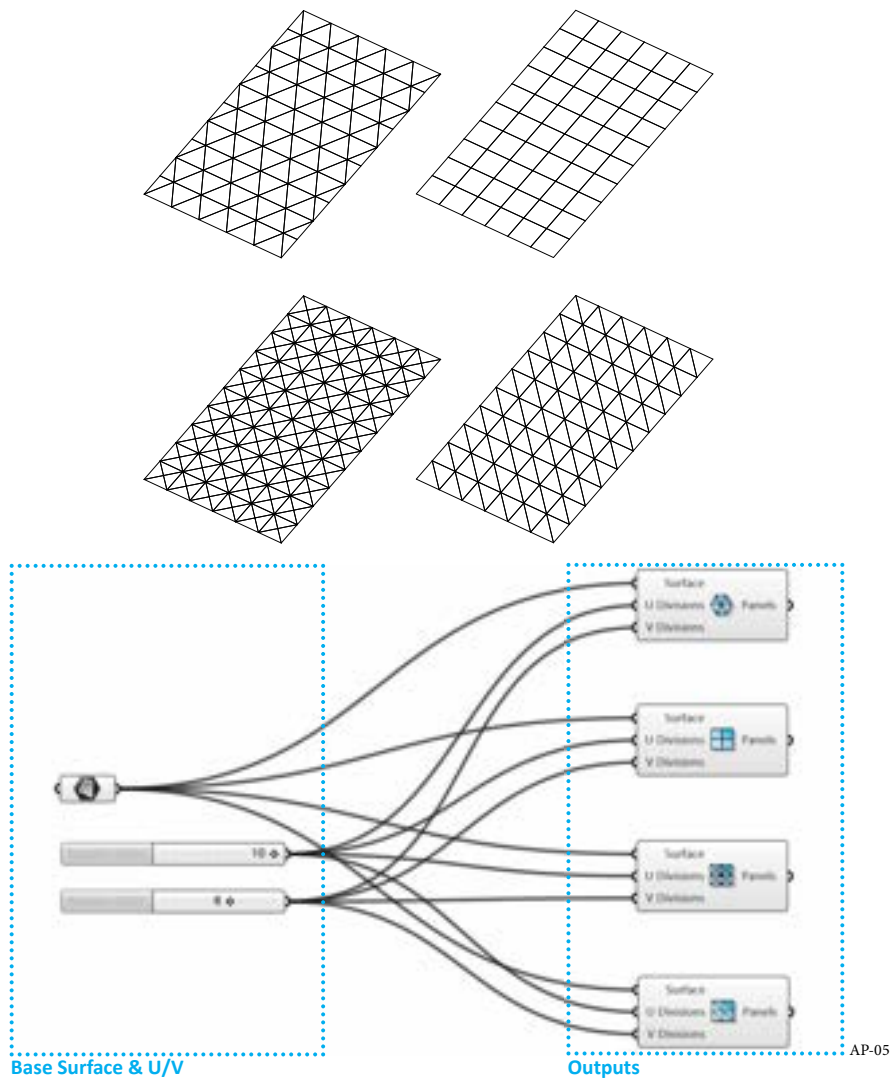 Surface
U Divisions
Panels
V Divisions
Surface
U Divisions
Panels
V Divisions
10
Surface
U Divisions
Panels
V Divisions
Surface
U Divisions
Panels
V Divisions
AP-05
Base Surface & U/V
Outputs